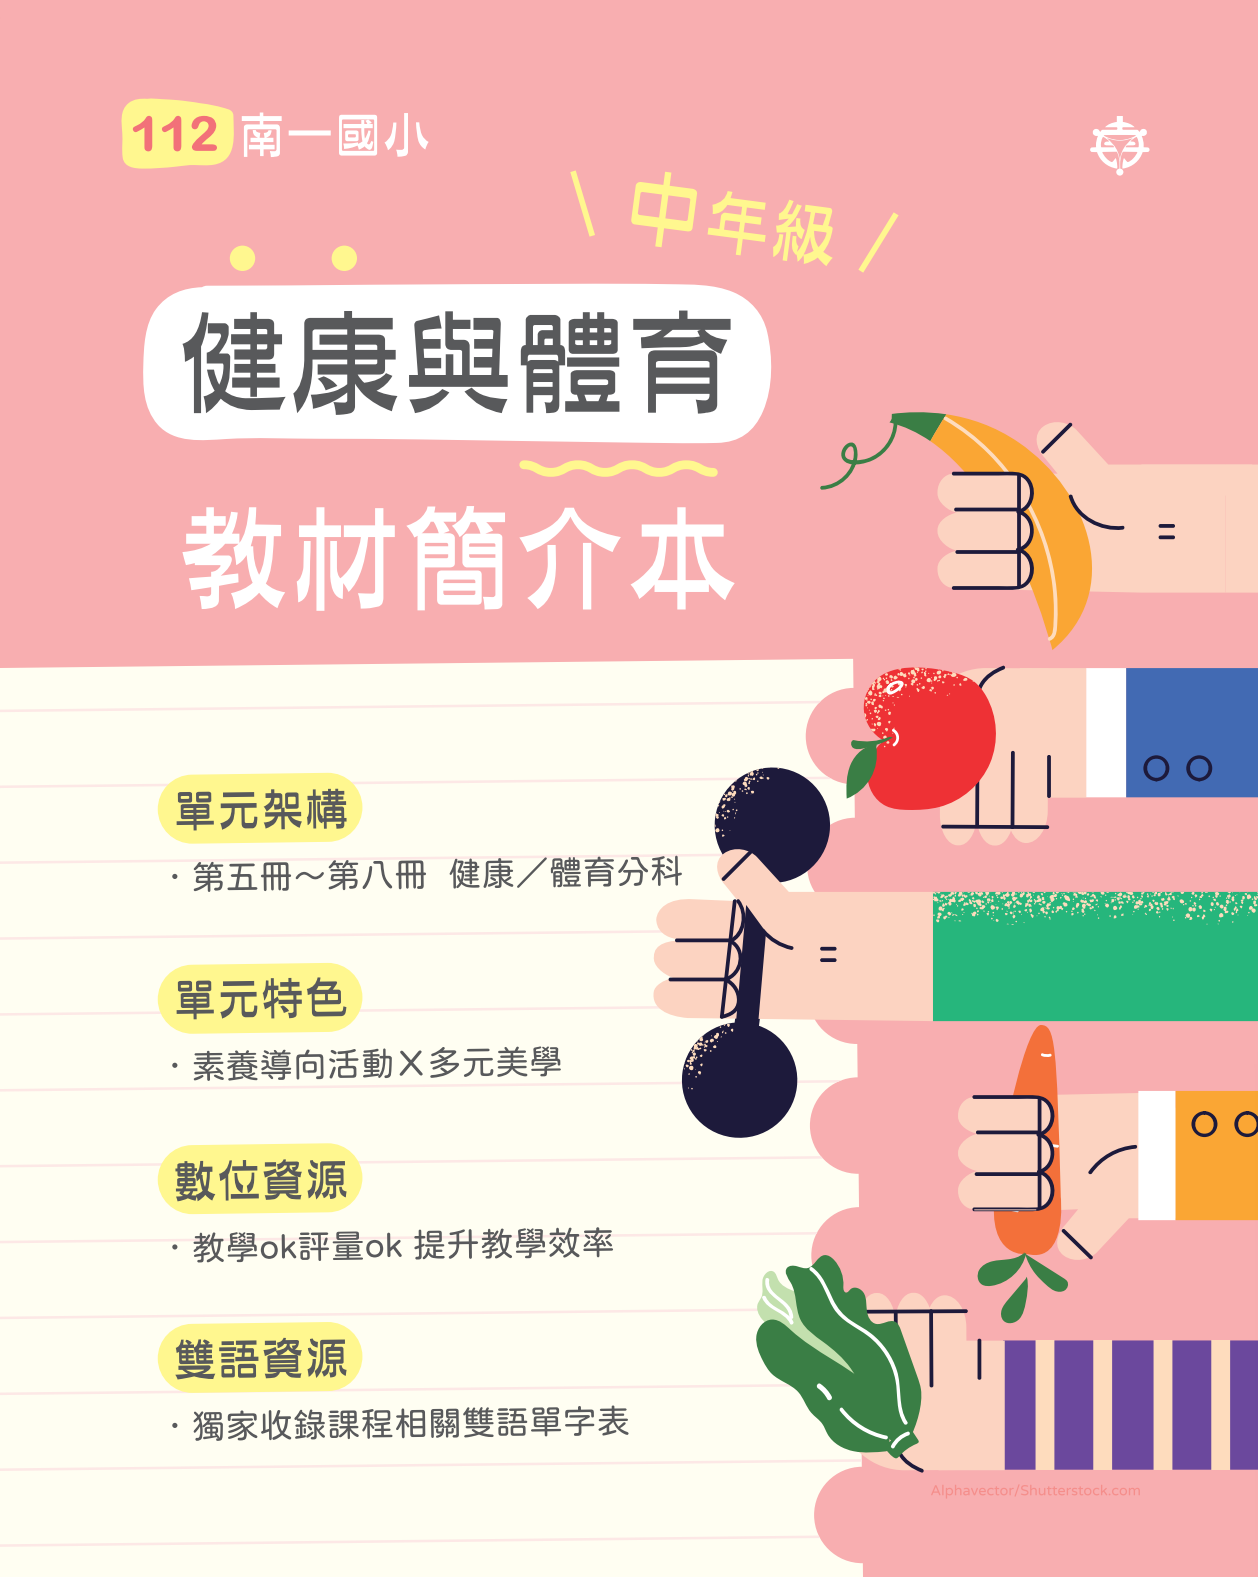 112 南一國小
\ 中年級 /
健康與體育
教材簡介本
單元架構
・第五冊～第八冊 健康／體育分科
單元特色
・素養導向活動X多元美學
數位資源
・教學ok評量ok 提升教學效率
雙語資源
・獨家收錄課程相關雙語單字表
Alphavector/Shutterstock.com